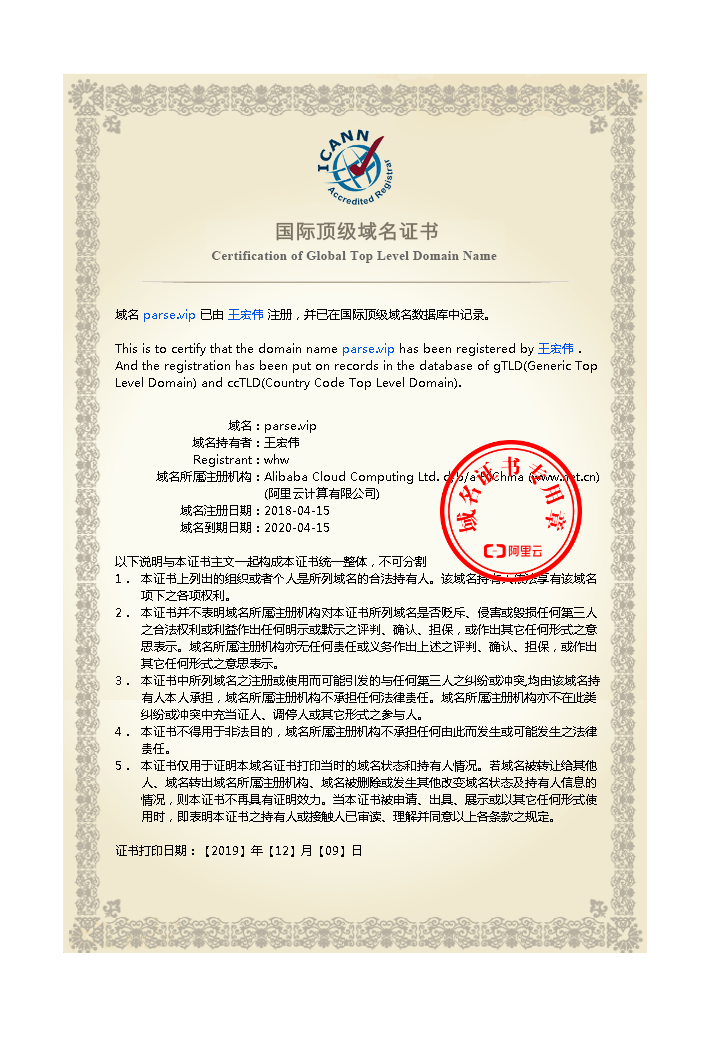 ICANN
Accredited Registrar
国际顶级域名证书
Certification of Global Top Level Domain Name
域名 parse.vip 已由 王宏伟 注册，并已在国际顶级域名数据库中记录。
This is to certify that the domain name parse.vip has been registered by 王宏伟 .
And the registration has been put on records in the database of gTLD(Generic Top
Level Domain) and ccTLD(Country Code Top Level Domain).
域名：parse.vip
域名持有者：王宏伟
Registrant：whw
域名所属注册机构：Alibaba Cloud Computing Ltd. d/b/a HiChina (www.net.cn)
(阿里云计算有限公司)
域名注册日期：2018-04-15
域名到期日期：2020-04-15
域名证书专用章
阿里云
以下说明与本证书主文一起构成本证书统一整体，不可分割
1． 本证书上列出的组织或者个人是所列域名的合法持有人。该域名持有人依法享有该域名
项下之各项权利。
2． 本证书并不表明域名所属注册机构对本证书所列域名是否贬斥、侵害或毁损任何第三人
之合法权利或利益作出任何明示或默示之评判、确认、担保，或作出其它任何形式之意
思表示。域名所属注册机构亦无任何责任或义务作出上述之评判、确认、担保，或作出
其它任何形式之意思表示。
3． 本证书中所列域名之注册或使用而可能引发的与任何第三人之纠纷或冲突,均由该域名持
有人本人承担，域名所属注册机构不承担任何法律责任。域名所属注册机构亦不在此类
纠纷或冲突中充当证人、调停人或其它形式之参与人。
4． 本证书不得用于非法目的，域名所属注册机构不承担任何由此而发生或可能发生之法律
责任。
5． 本证书仅用于证明本域名证书打印当时的域名状态和持有人情况。若域名被转让给其他
人、域名转出域名所属注册机构、域名被删除或发生其他改变域名状态及持有人信息的
情况，则本证书不再具有证明效力。当本证书被申请、出具、展示或以其它任何形式使
用时，即表明本证书之持有人或接触人已审读、理解并同意以上各条款之规定。
证书打印日期：【2019】年【12】月【09】日